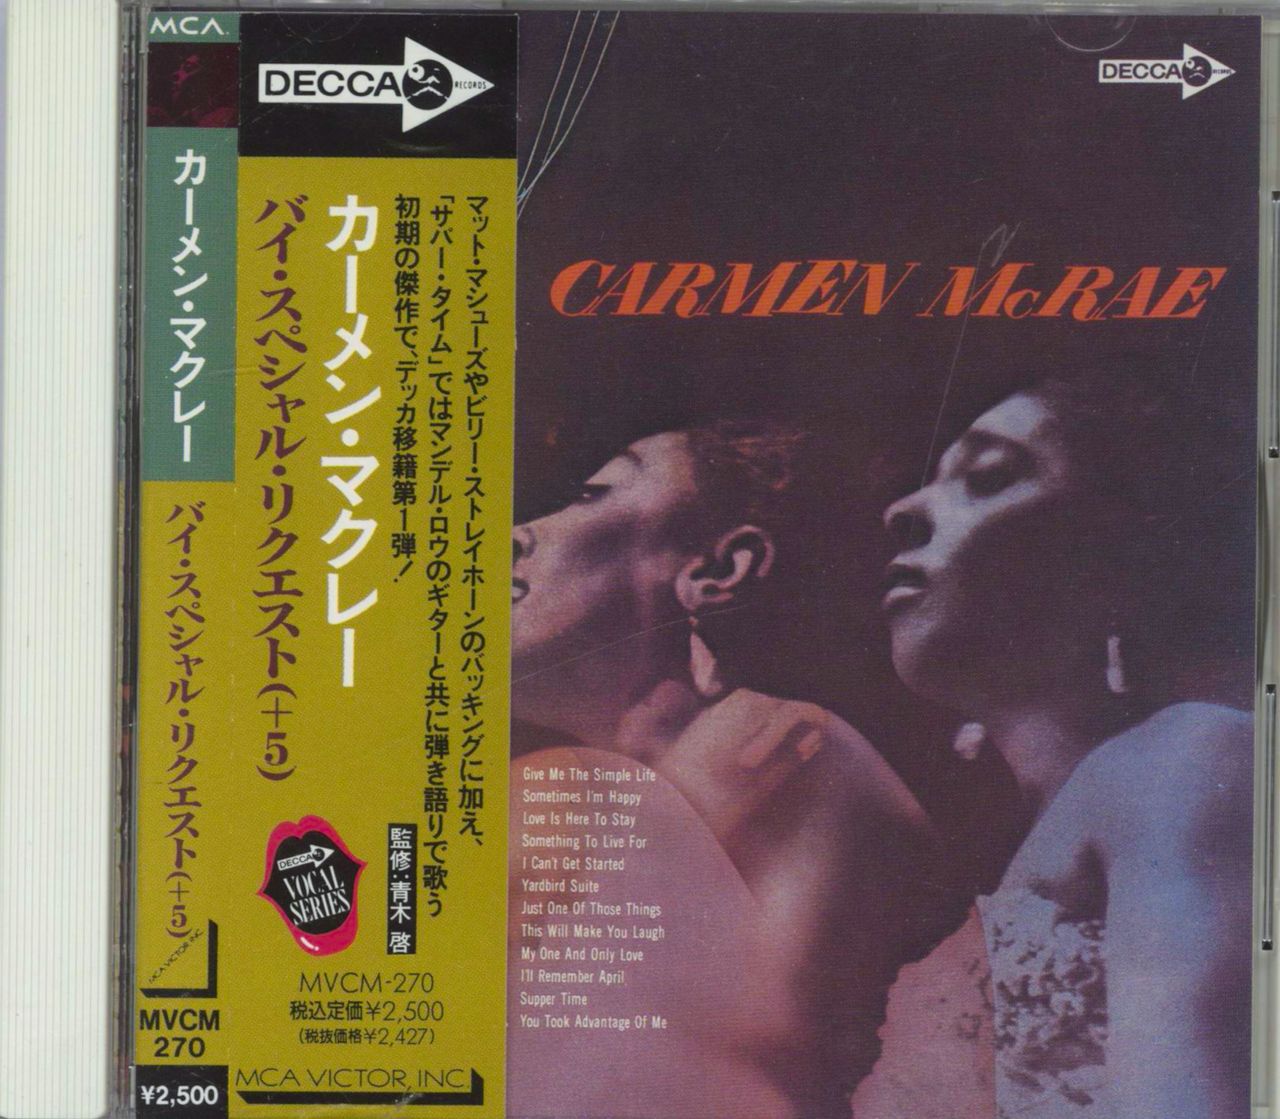 MCA.
カーメン・マクレー
バイ・スペシャル・リクエスト(+5)
MCA VICTOR, INC.
MVCM
270
¥2,500
DECCA RECORDS
マット・マシューズやビリー・ストレイホーンのバッキングに加え、
「サパー・タイム」ではマンデル・ロウのギターと共に弾き語りで歌う
初期の傑作で、デッカ移籍第1弾!
カーメン・マクレー
バイ・スペシャル・リクエスト(+5)
DECCA
VOCAL
SERIES
監修:青木 啓
MVCM-270
税込定価¥2,500
(税抜価格¥2,427)
MCA VICTOR, INC.
DECCA RECORDS
CARMEN McRAE
Give Me The Simple Life
Sometimes I'm Happy
Love Is Here To Stay
Something To Live For
I Can't Get Started
Yardbird Suite
Just One Of Those Things
This Will Make You Laugh
My One And Only Love
I'll Remember April
Supper Time
You Took Advantage Of Me